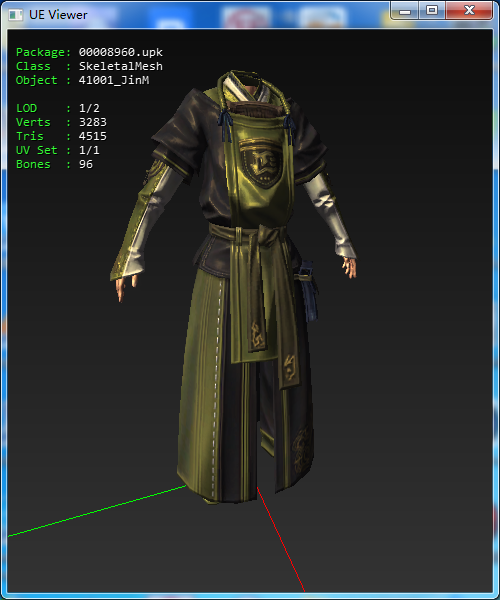 UE Viewer
Package: 00008960.upk
Class : SkeletalMesh
Object : 41001_JinM
LOD : 1/2
Verts : 3283
Tris : 4515
UV Set : 1/1
Bones : 96